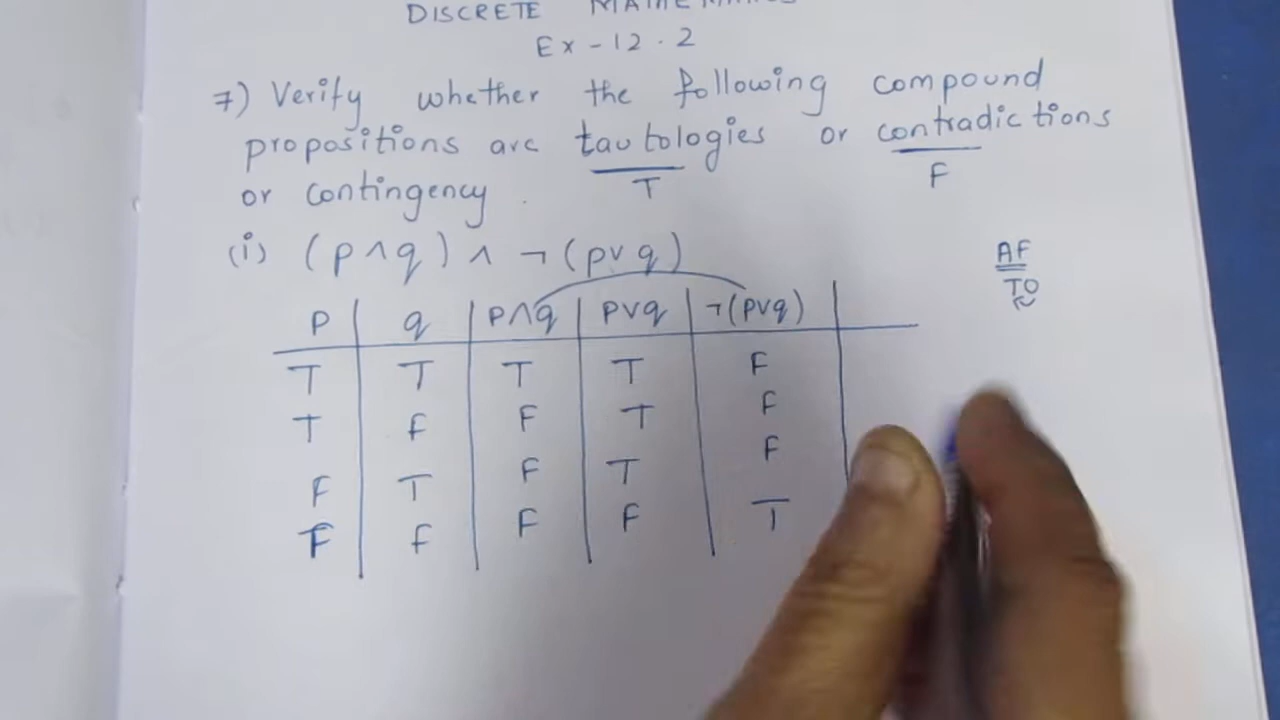 DISCRETE
Ex - 12.2
7) Verify whether the following compound
propositions are tautologies or contradictions
T F
or contingency.
(i) (p ∧ q) ∧ ¬ (p ∨ q)
AF
TO
p q p∧q p∨q ¬(p∨q)
T T T T F
T F F T F
F T F T F
F F F F T